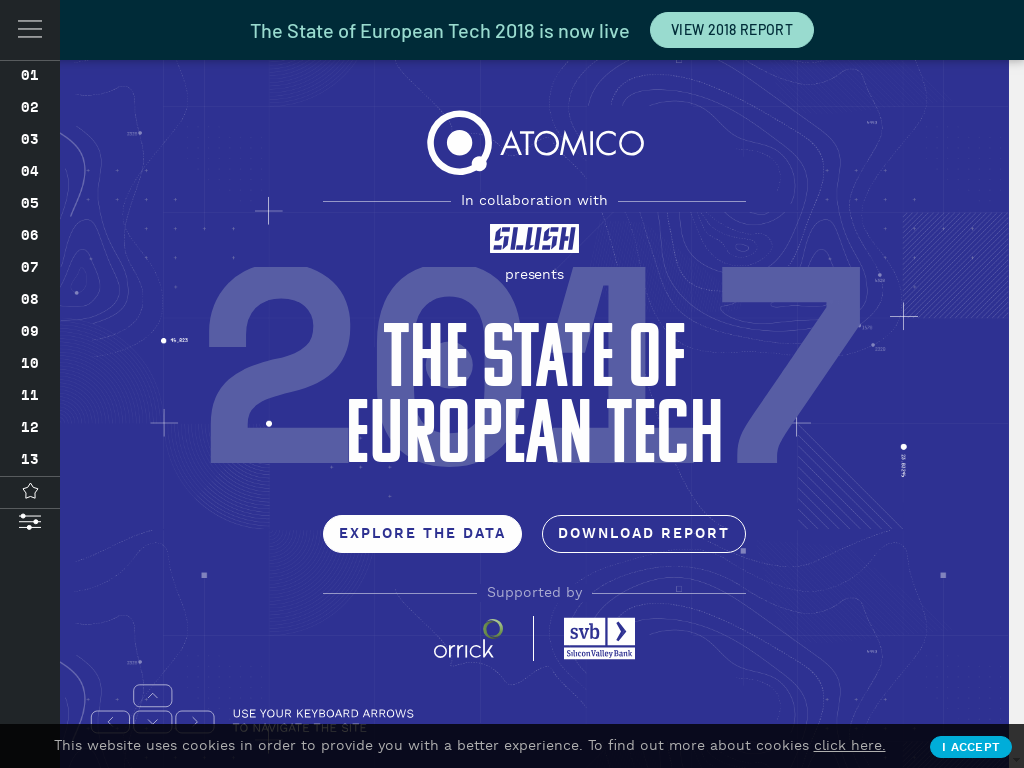 The State of European Tech 2018 is now live
VIEW 2018 REPORT
01
02
03
04
05
06
07
08
09
10
11
12
13
ATOMICO
In collaboration with
SLUSH
presents
2017
THE STATE OF
EUROPEAN TECH
EXPLORE THE DATA
DOWNLOAD REPORT
Supported by
orrick
svb
Silicon Valley Bank
USE YOUR KEYBOARD ARROWS
TO NAVIGATE THE SITE
This website uses cookies in order to provide you with a better experience. To find out more about cookies click here.
I ACCEPT